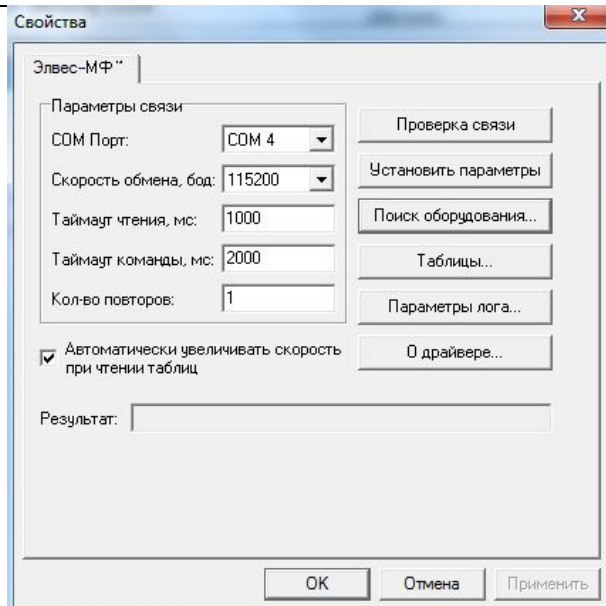 Свойства
Элвес-МФ™
Параметры связи
COM Порт: COM 4
Скорость обмена, бод: 115200
Таймаут чтения, мс: 1000
Таймаут команды, мс: 2000
Кол-во повторов: 1
Проверка связи
Установить параметры
Поиск оборудования...
Таблицы...
Параметры лога...
О драйвере...
Автоматически увеличивать скорость
при чтении таблиц
Результат:
OK Отмена Применить